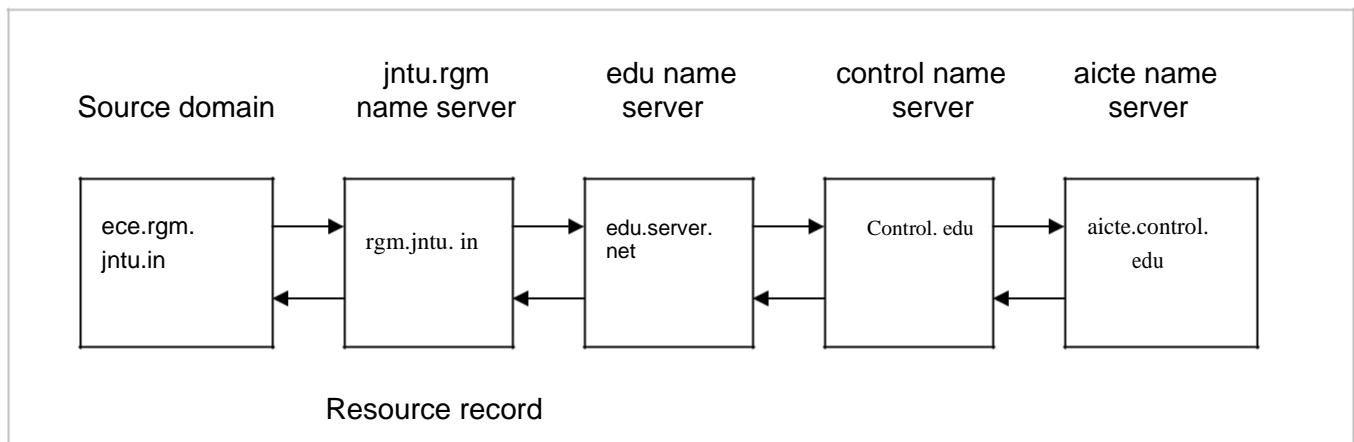 Source domain
jntu.rgm
name server
edu name
server
control name
server
aicte name
server
ece.rgm.
jntu.in
rgm.jntu. in
edu.server.
net
Control. edu
aicte.control.
edu
Resource record